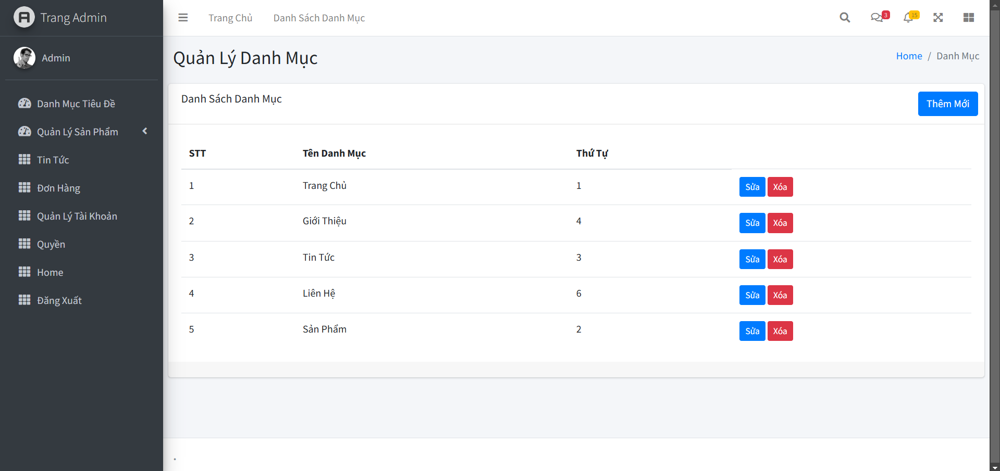 Trang Admin
Trang Chủ Danh Sách Danh Mục 3 15
Admin
Quản Lý Danh Mục
Home / Danh Mục
Danh Mục Tiêu Đề
Quản Lý Sản Phẩm
Tin Tức
Đơn Hàng
Quản Lý Tài Khoản
Quyền
Home
Đăng Xuất
Danh Sách Danh Mục
Thêm Mới
STT Tên Danh Mục Thứ Tự
1 Trang Chủ 1 Sửa Xóa
2 Giới Thiệu 4 Sửa Xóa
3 Tin Tức 3 Sửa Xóa
4 Liên Hệ 6 Sửa Xóa
5 Sản Phẩm 2 Sửa Xóa
.